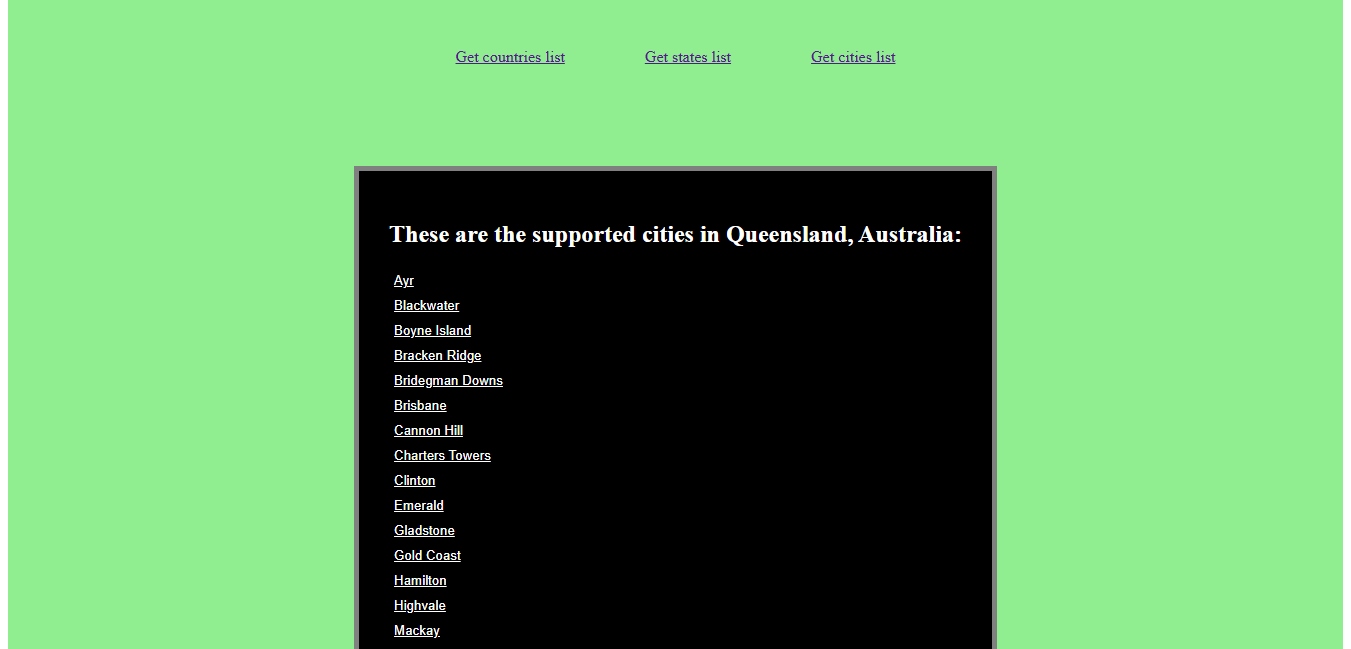 Get countries list Get states list Get cities list
These are the supported cities in Queensland, Australia:
Ayr
Blackwater
Boyne Island
Bracken Ridge
Bridegman Downs
Brisbane
Cannon Hill
Charters Towers
Clinton
Emerald
Gladstone
Gold Coast
Hamilton
Highvale
Mackay